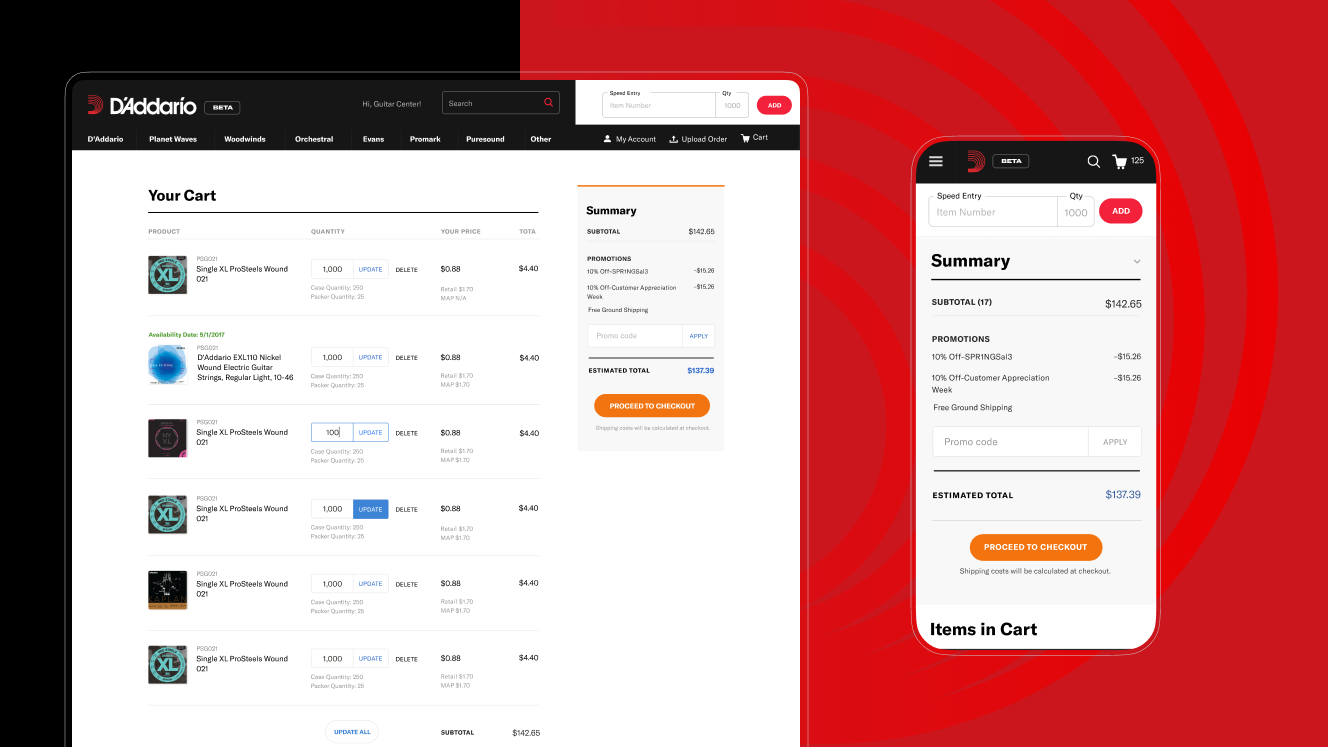 D'Addario BETA
Hi, Guitar Center!
Search
Speed Entry
Item Number
Qty
1000
ADD
D'Addario Planet Waves Woodwinds Orchestral Evans Promark Puresound Other
My Account Upload Order Cart
Your Cart
PRODUCT QUANTITY YOUR PRICE TOTA
PSG021
Single XL ProSteels Wound
021
1,000 UPDATE DELETE $0.88 $4.40
Case Quantity: 250
Packer Quantity: 25
Retail $1.70
MAP N/A
XL
Availability Date: 5/1/2017
PSG021
D'Addario EXL110 Nickel
Wound Electric Guitar
Strings, Regular Light, 10-46
1,000 UPDATE DELETE $0.88 $4.40
Case Quantity: 250
Packer Quantity: 25
Retail $1.70
MAP $1.70
PSG021
Single XL ProSteels Wound
021
100 UPDATE DELETE $0.88 $4.40
Case Quantity: 250
Packer Quantity: 25
Retail $1.70
MAP $1.70
NY
XL
PSG021
Single XL ProSteels Wound
021
1,000 UPDATE DELETE $0.88 $4.40
Case Quantity: 250
Packer Quantity: 25
Retail $1.70
MAP $1.70
XL
PSG021
Single XL ProSteels Wound
021
1,000 UPDATE DELETE $0.88 $4.40
Case Quantity: 250
Packer Quantity: 25
Retail $1.70
MAP $1.70
KAPLAN
PSG021
Single XL ProSteels Wound
021
1,000 UPDATE DELETE $0.88 $4.40
Case Quantity: 250
Packer Quantity: 25
Retail $1.70
MAP $1.70
XL
UPDATE ALL SUBTOTAL $142.65
Summary
SUBTOTAL $142.65
PROMOTIONS
10% Off-SPR1NGSal3 -$15.26
10% Off-Customer Appreciation -$15.26
Week
Free Ground Shipping
Promo code APPLY
ESTIMATED TOTAL $137.39
PROCEED TO CHECKOUT
Shipping costs will be calculated at checkout.
BETA 125
Speed Entry
Item Number
Qty
1000
ADD
Summary
SUBTOTAL (17) $142.65
PROMOTIONS
10% Off-SPR1NGSal3 -$15.26
10% Off-Customer Appreciation -$15.26
Week
Free Ground Shipping
Promo code APPLY
ESTIMATED TOTAL $137.39
PROCEED TO CHECKOUT
Shipping costs will be calculated at checkout.
Items in Cart